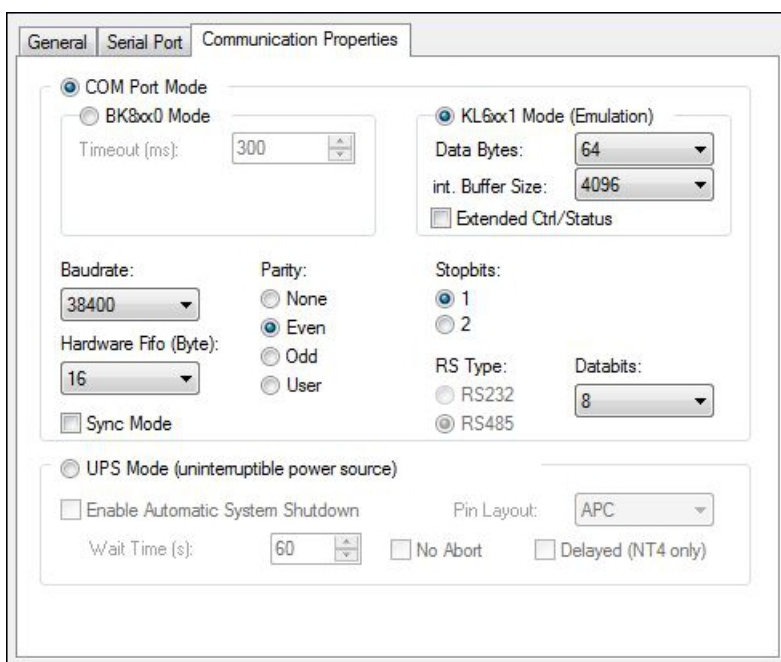 General Serial Port Communication Properties
COM Port Mode
BK8xx0 Mode
Timeout (ms): 300
KL6xx1 Mode (Emulation)
Data Bytes: 64
int. Buffer Size: 4096
Extended Ctrl/Status
Baudrate:
38400
Hardware Fifo (Byte):
16
Sync Mode
Parity:
None
Even
Odd
User
Stopbits:
1
2
RS Type:
RS232
RS485
Databits:
8
UPS Mode (uninterruptible power source)
Enable Automatic System Shutdown Pin Layout: APC
Wait Time (s): 60 No Abort Delayed (NT4 only)